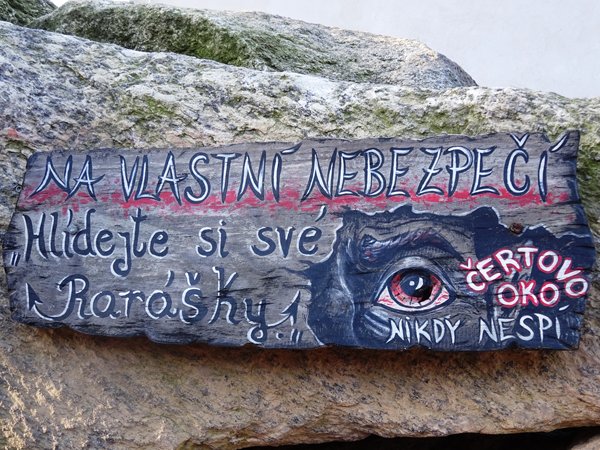 NA VLASTNÍ NEBEZPEČÍ
„Hlídejte si své
Rarášky!"
ČERTOVO
OKO
NIKDY NESPÍ